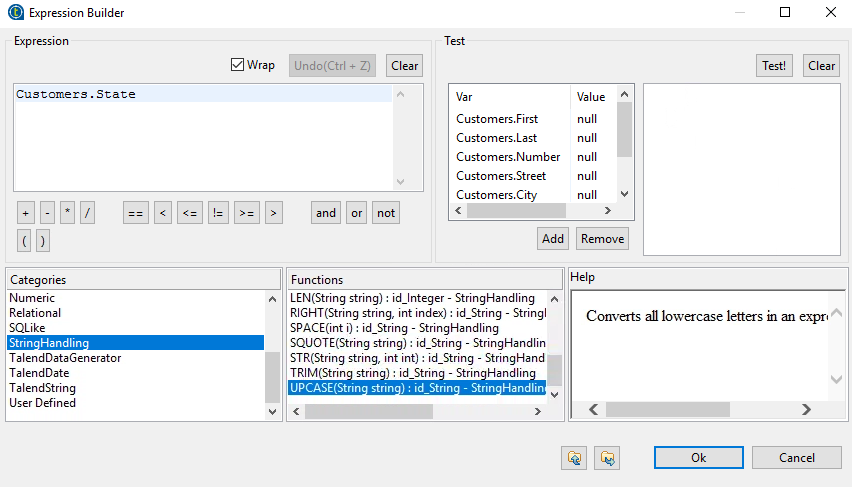 Expression Builder
Expression
Wrap
Undo(Ctrl + Z)
Clear
Customers.State
+ - * / == < <= != >= > and or not
( )
Test
Test!
Clear
Var Value
Customers.First null
Customers.Last null
Customers.Number null
Customers.Street null
Customers.City null
Add Remove
Categories
Numeric
Relational
SQLike
StringHandling
TalendDataGenerator
TalendDate
TalendString
User Defined
Functions
LEN(String string) : id_Integer - StringHandling
RIGHT(String string, int index) : id_String - StringH
SPACE(int i) : id_String - StringHandling
SQUOTE(String string) : id_String - StringHandling
STR(String string, int int) : id_String - StringHand
TRIM(String string) : id_String - StringHandling
UPCASE(String string) : id_String - StringHandling
Help
Converts all lowercase letters in an expre
Ok Cancel